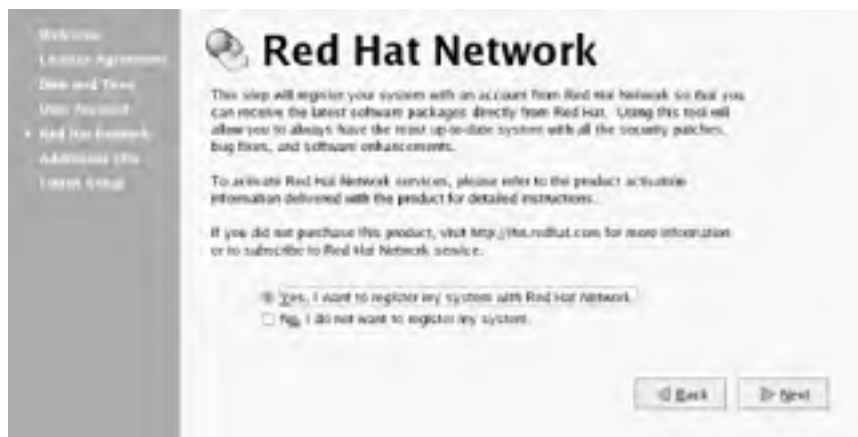 Welcome
License Agreement
Date and Time
User Account
Red Hat Network
Additional CDs
Finish Setup
Red Hat Network
This step will register your system with an account from Red Hat Network so that you
can receive the latest software packages directly from Red Hat. Using this tool will
allow you to always have the most up-to-date system with all the security patches,
bug fixes, and software enhancements.
To activate Red Hat Network services, please refer to the product activation
information delivered with the product for detailed instructions.
If you did not purchase this product, visit http://rhn.redhat.com for more information
or to subscribe to Red Hat Network service.
Yes, I want to register my system with Red Hat Network.
No, I do not want to register my system.
Back
Next